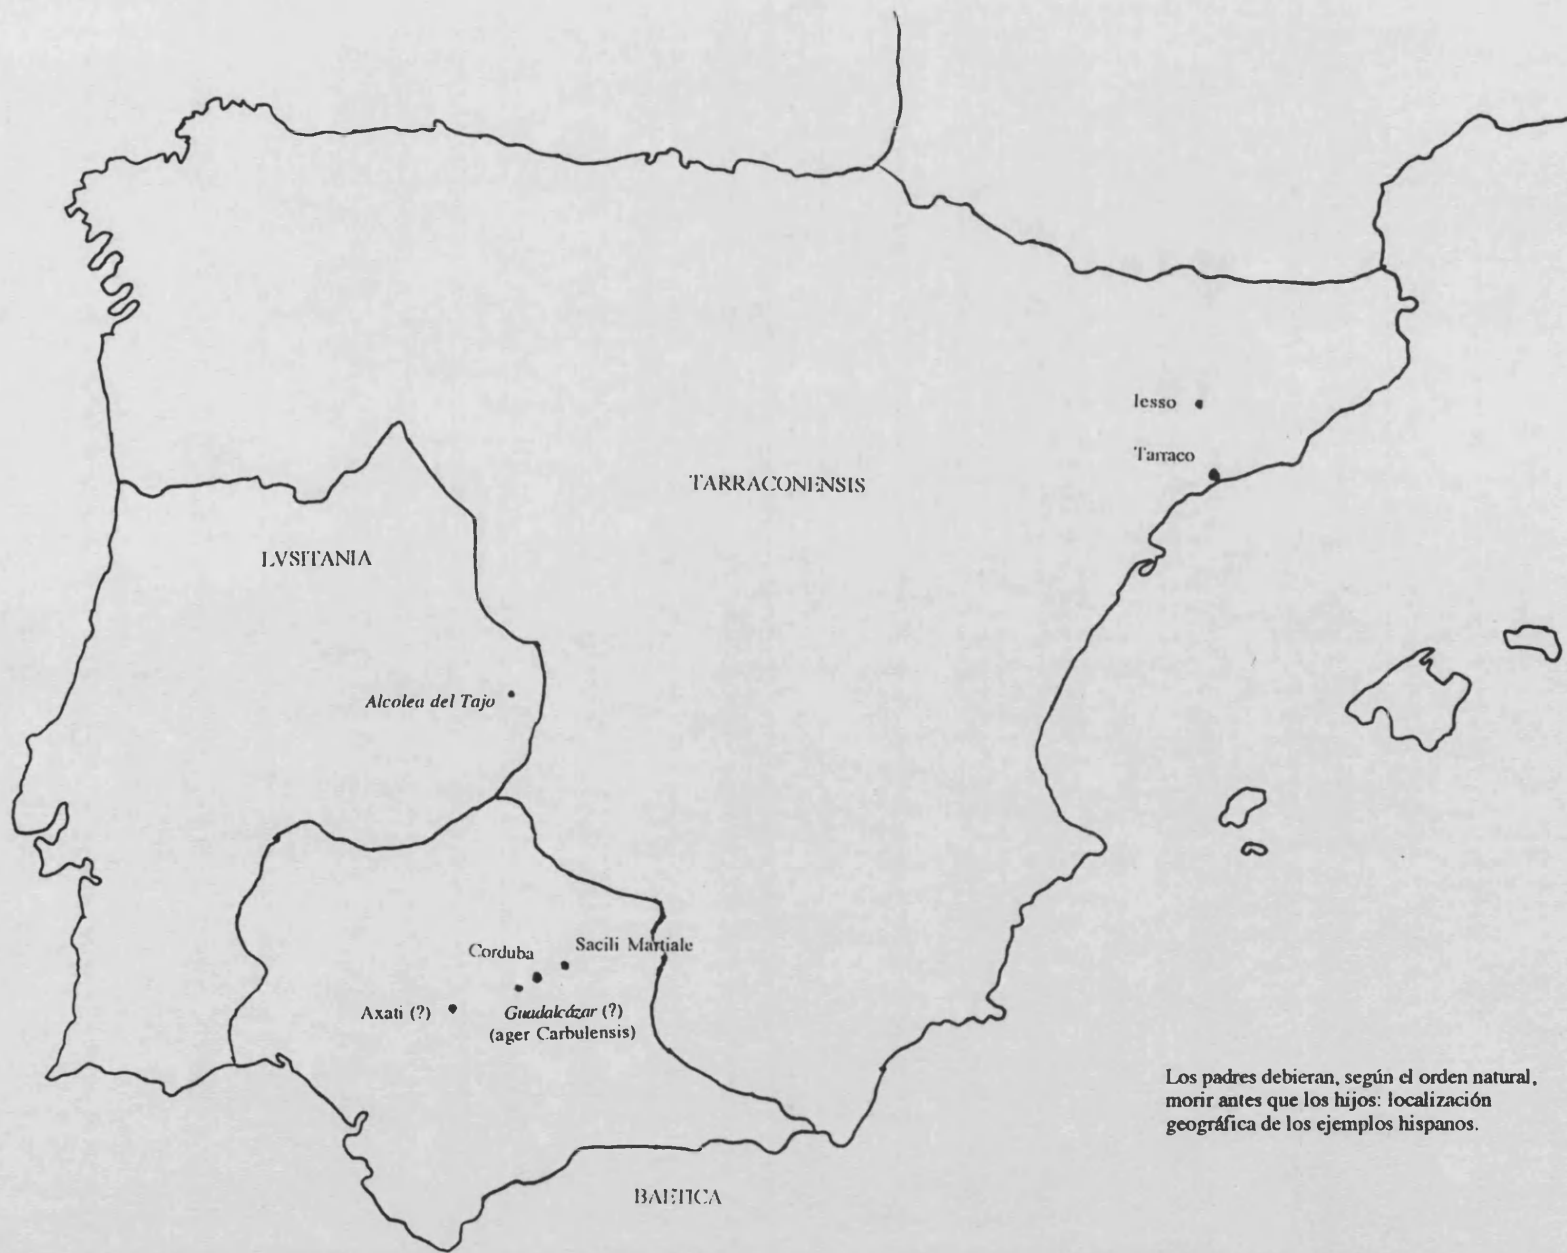 Iesso
Tarraco
TARRACONENSIS
LVSITANIA
Alcolea del Tajo
Sacili Martiale
Corduba
Axati (?)
Guadalcázar (?)
(ager Carbulensis)
Los padres debieran, según el orden natural,
morir antes que los hijos: localización
geográfica de los ejemplos hispanos.
BAETICA